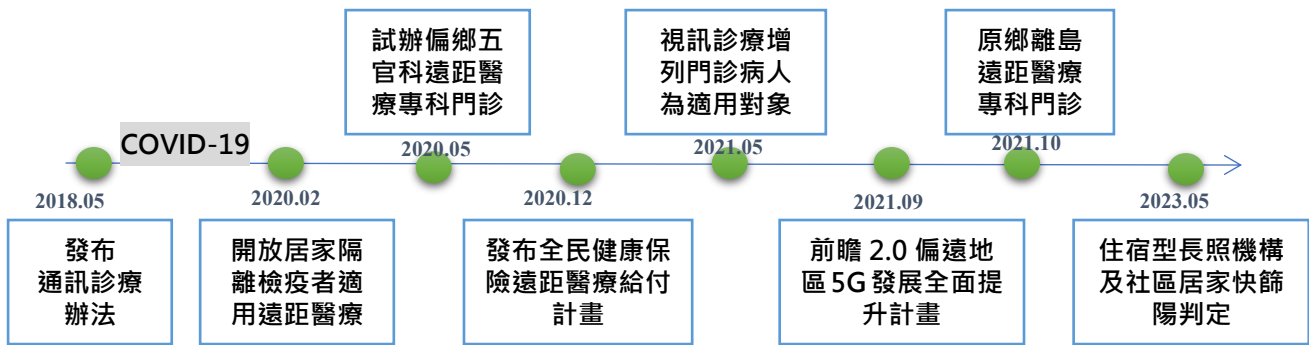 試辦偏鄉五
官科遠距醫
療專科門診
視訊診療增
列門診病人
為適用對象
原鄉離島
遠距醫療
專科門診
COVID-19
2020.05
2021.05
2021.10
2018.05
2020.02
2020.12
2021.09
2023.05
發布
通訊診療
辦法
開放居家隔
離檢疫者適
用遠距醫療
發布全民健康保
險遠距醫療給付
計畫
前瞻 2.0 偏遠地
區 5G 發展全面提
升計畫
住宿型長照機構
及社區居家快篩
陽判定